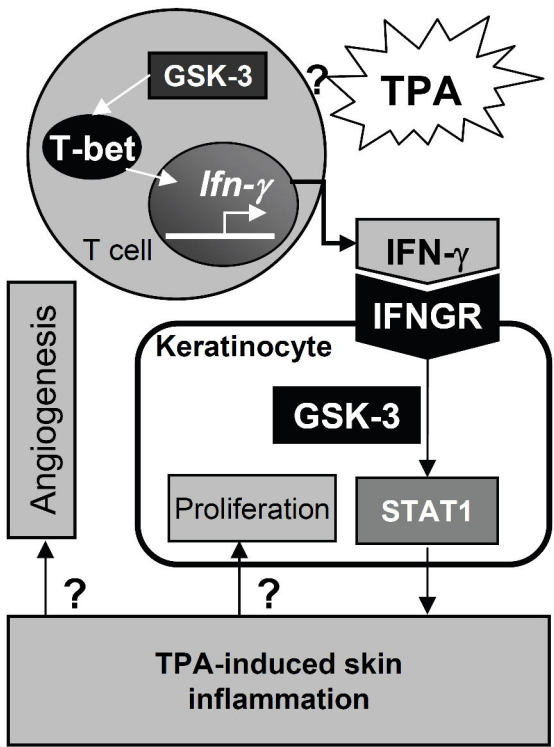 GSK-3
?
TPA
T-bet
Ifn-γ
T cell
IFN-γ
IFNGR
Keratinocyte
GSK-3
Angiogenesis
Proliferation
STAT1
?
?
TPA-induced skin
inflammation